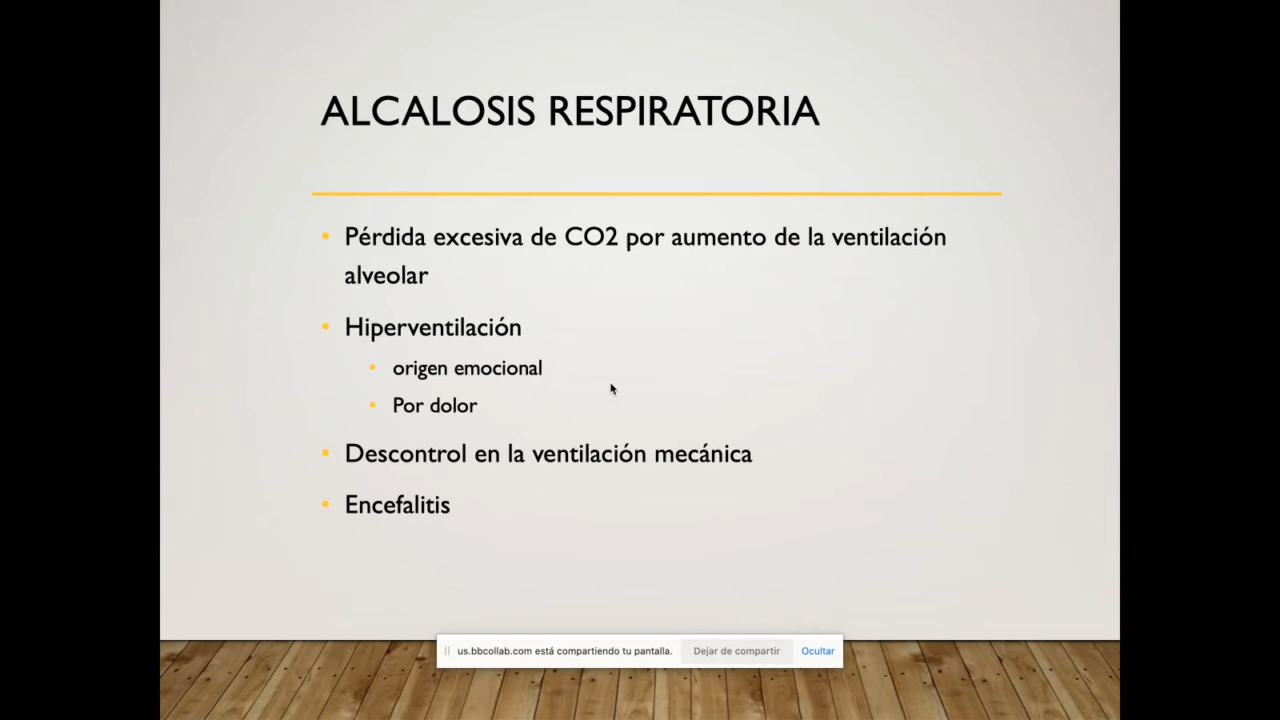 ALCALOSIS RESPIRATORIA
• Pérdida excesiva de CO2 por aumento de la ventilación
alveolar
• Hiperventilación
• origen emocional
• Por dolor
• Descontrol en la ventilación mecánica
• Encefalitis
us.bbcollab.com está compartiendo tu pantalla. Dejar de compartir Ocultar